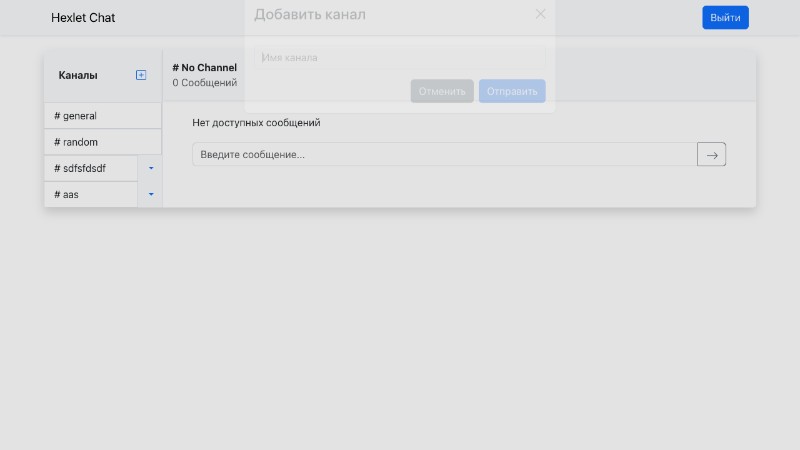 Hexlet Chat
Добавить канал
Выйти
Имя канала
Отменить
Отправить
Каналы
# general
# random
# sdfsfdsdf
# aas
# No Channel
0 Сообщений
Нет доступных сообщений
Введите сообщение...